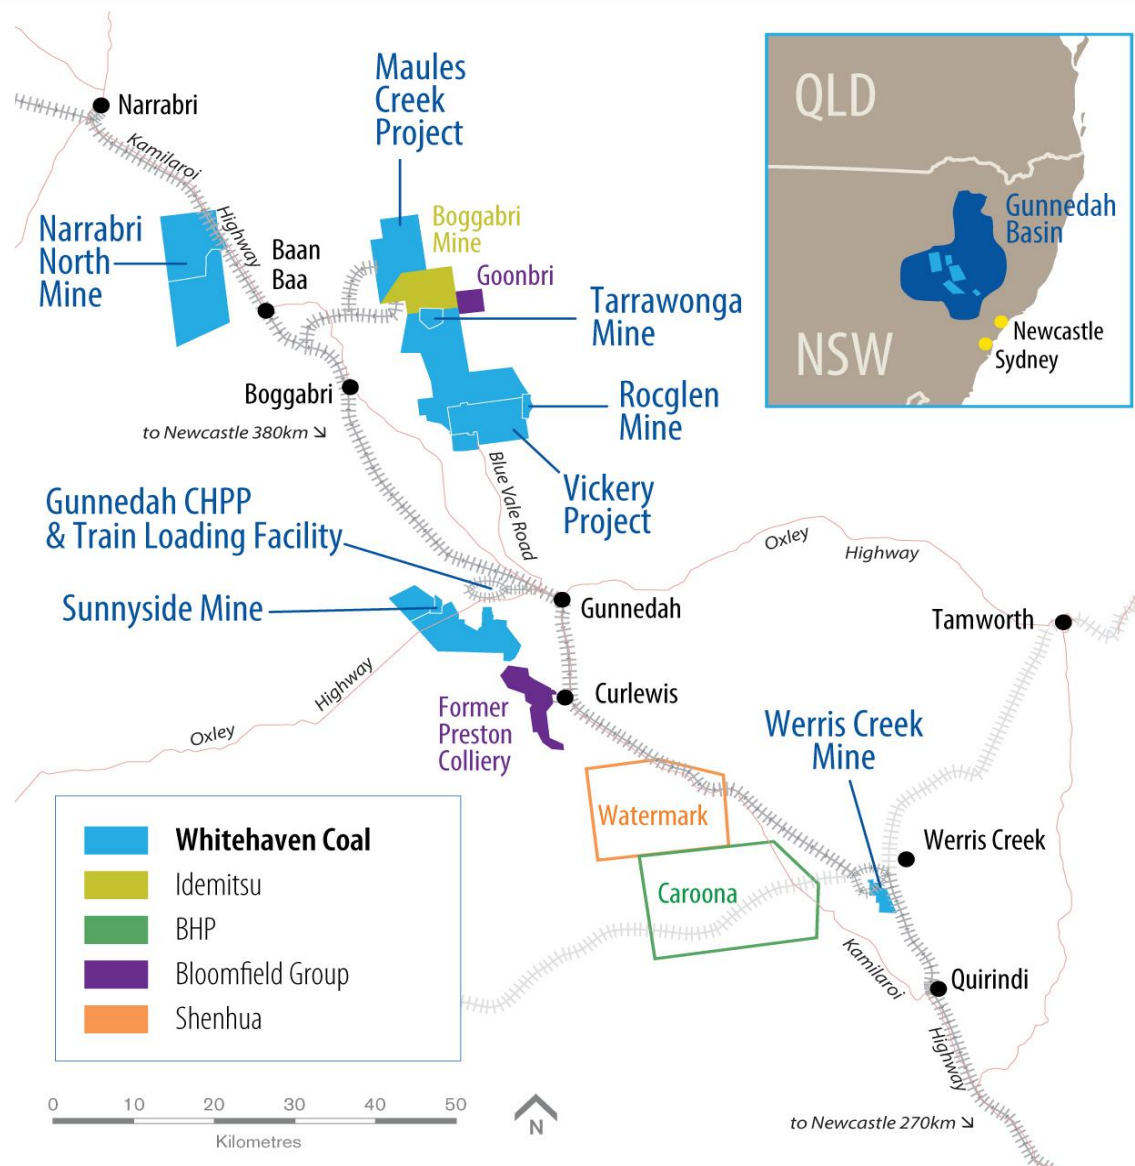 Maules
Creek
Project
Narrabri
Kamilaroi
Highway
Narrabri
North
Mine
Baan
Baa
Boggabri
Mine
Goonbri
Tarrawonga
Mine
Boggabri
to Newcastle 380km ↘
Rocglen
Mine
Vickery
Project
Blue Vale Road
Gunnedah CHPP
& Train Loading Facility
Sunnyside Mine
Gunnedah
Oxley
Highway
Tamworth
Highway
Oxley
Curlewis
Former
Preston
Colliery
Watermark
Caroona
Werris Creek
Mine
Werris Creek
Kamilaroi
Quirindi
Highway
to Newcastle 270km ↘
QLD
Gunnedah
Basin
NSW
Newcastle
Sydney
Whitehaven Coal
Idemitsu
BHP
Bloomfield Group
Shenhua
0 10 20 30 40 50
Kilometres
N